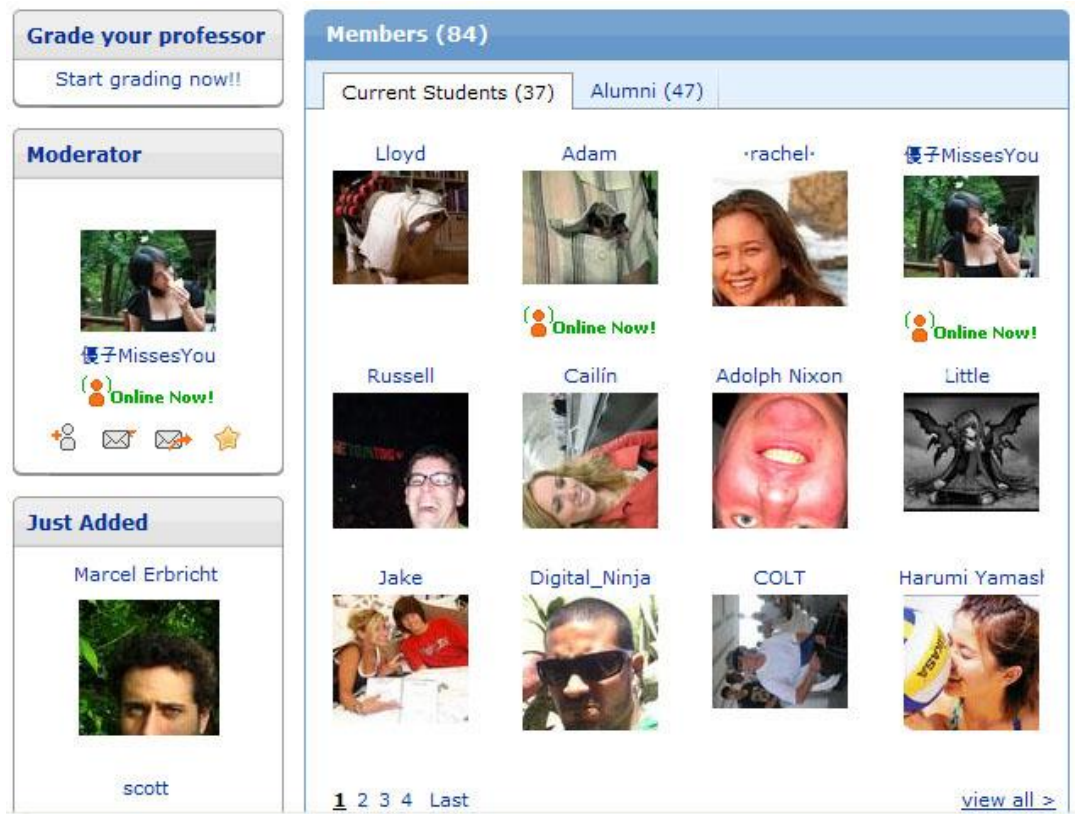 Grade your professor
Start grading now!!
Moderator
優子MissesYou
Online Now!
Just Added
Marcel Erbricht
scott
Members (84)
Current Students (37) Alumni (47)
Lloyd Adam ·rachel· 優子MissesYou
Online Now! Online Now!
Russell Cailín Adolph Nixon Little
Jake Digital_Ninja COLT Harumi Yamash
MIKASA
1 2 3 4 Last view all >